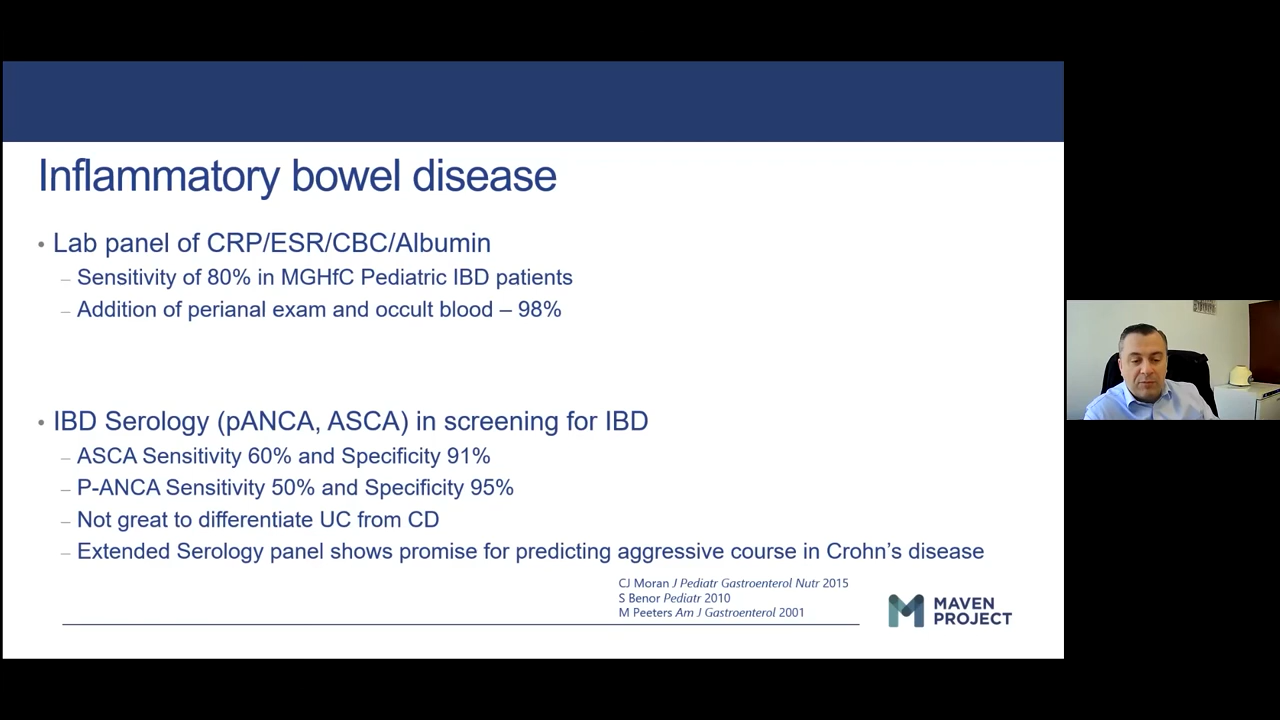 Inflammatory bowel disease
• Lab panel of CRP/ESR/CBC/Albumin
– Sensitivity of 80% in MGHfC Pediatric IBD patients
– Addition of perianal exam and occult blood – 98%
• IBD Serology (pANCA, ASCA) in screening for IBD
– ASCA Sensitivity 60% and Specificity 91%
– P-ANCA Sensitivity 50% and Specificity 95%
– Not great to differentiate UC from CD
– Extended Serology panel shows promise for predicting aggressive course in Crohn's disease
CJ Moran J Pediatr Gastroenterol Nutr 2015
S Benor Pediatr 2010
M Peeters Am J Gastroenterol 2001
MAVEN
PROJECT